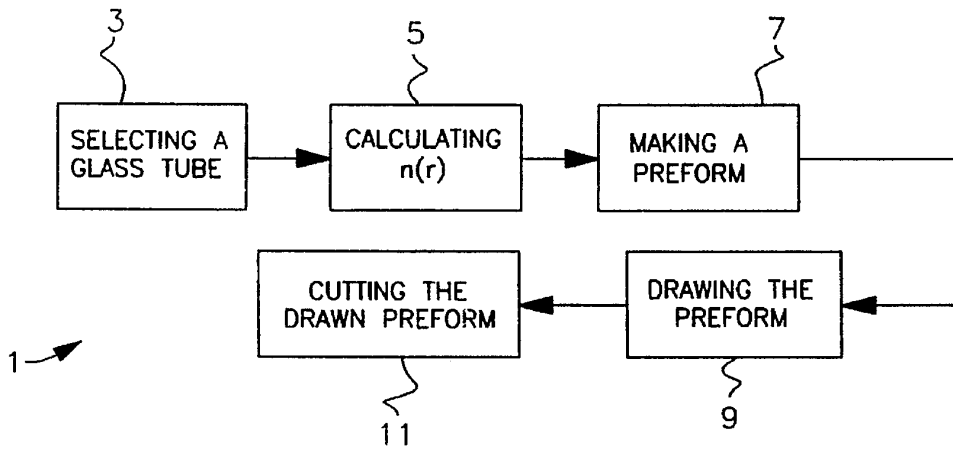 3
5
7
SELECTING A
GLASS TUBE
CALCULATING
n(r)
MAKING A
PREFORM
CUTTING THE
DRAWN PREFORM
DRAWING THE
PREFORM
1
11
9